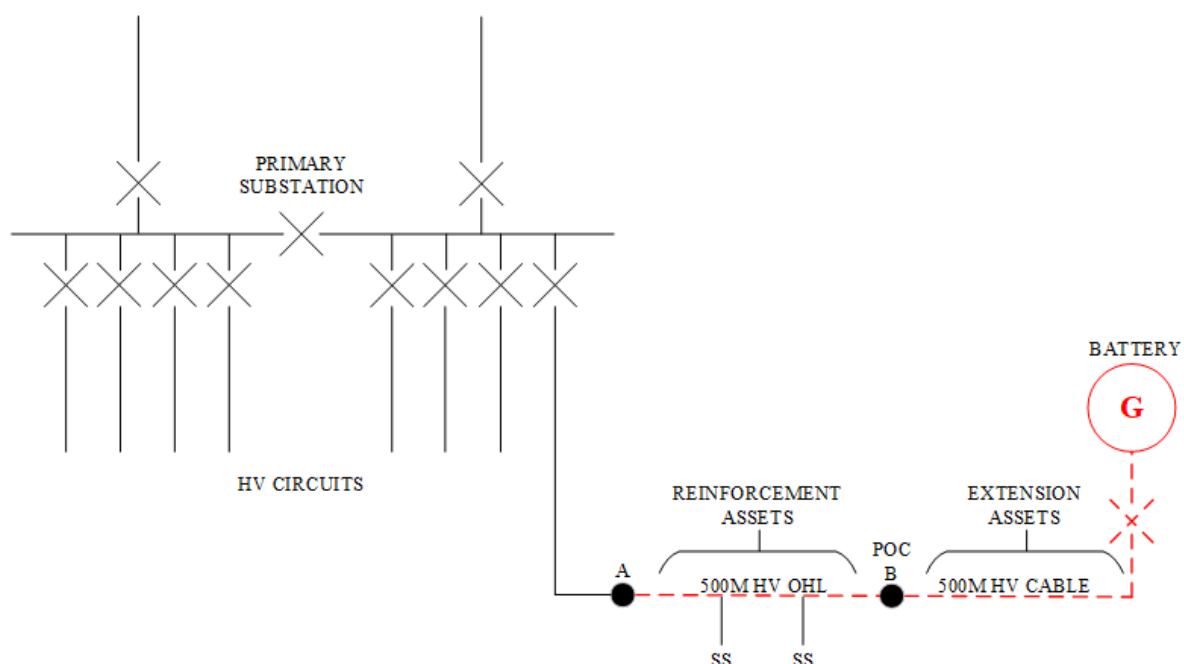 PRIMARY
SUBSTATION
HV CIRCUITS
BATTERY
G
REINFORCEMENT
ASSETS
EXTENSION
ASSETS
POC
B
A
500M HV OHL
500M HV CABLE
SS
SS